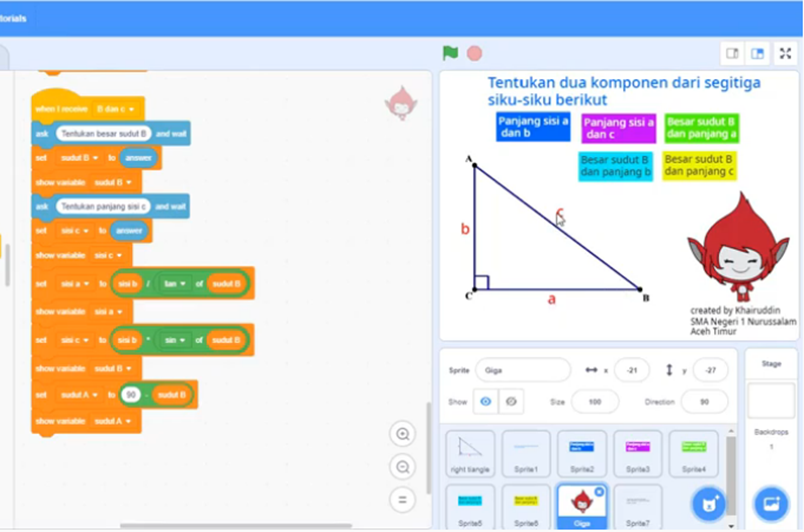 torials
when I receive B dan c
ask Tentukan besar sudut B and wait
set sudut B to answer
show variable sudut B
ask Tentukan panjang sisi c and wait
set sisi c to answer
show variable sisi c
set sisi a to sisi b / tan of sudut B
show variable sisi a
set sisi c to sisi b * sin of sudut B
show variable sudut B
set sudut A to 90 - sudut B
show variable sudut A
Tentukan dua komponen dari segitiga
siku-siku berikut
Panjang sisi a
dan b
Panjang sisi a
dan c
Besar sudut B
dan panjang a
Besar sudut B
dan panjang b
Besar sudut B
dan panjang c
A
b
c
C
a
B
created by Khairuddin
SMA Negeri 1 Nurussalam
Aceh Timur
Sprite Giga x -21 y -27
Show Size 100 Direction 90
Stage
Backdrops
1
right tiangle
Sprite1
Sprite2
Sprite3
Sprite4
Sprite5
Sprite6
Giga
Sprite7